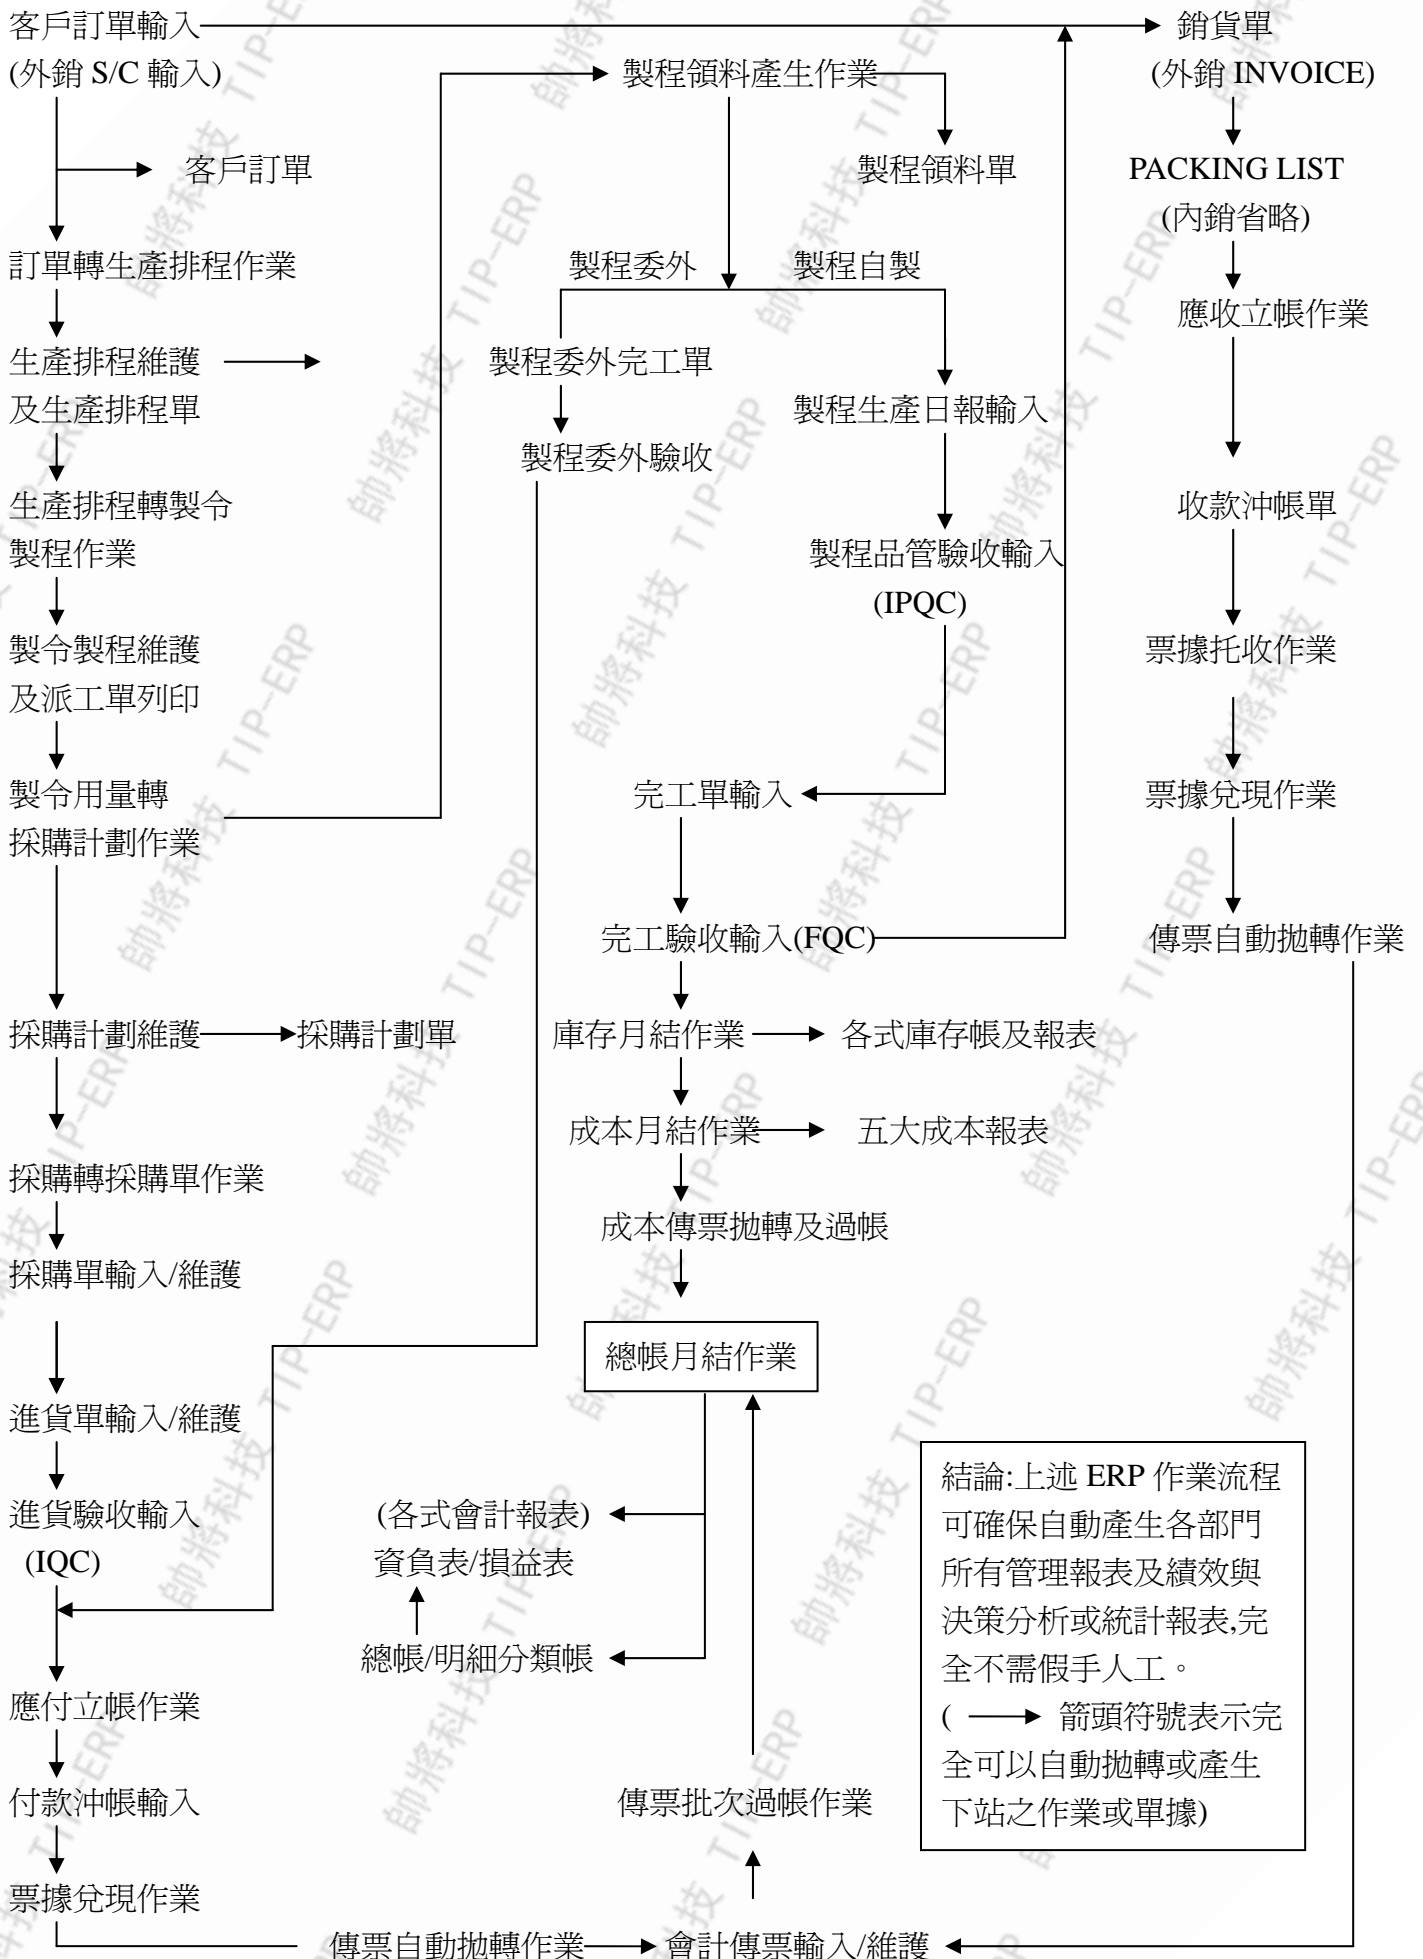 客戶訂單輸入
(外銷 S/C 輸入)
客戶訂單
訂單轉生產排程作業
生產排程維護
及生產排程單
生產排程轉製令
製程作業
製令製程維護
及派工單列印
製令用量轉
採購計劃作業
採購計劃維護
採購計劃單
採購轉採購單作業
採購單輸入/維護
進貨單輸入/維護
進貨驗收輸入
(IQC)
應付立帳作業
付款沖帳輸入
票據兌現作業
傳票自動拋轉作業
會計傳票輸入/維護
製程領料產生作業
製程領料單
製程委外
製程自製
製程委外完工單
製程委外驗收
製程生產日報輸入
製程品管驗收輸入
(IPQC)
完工單輸入
完工驗收輸入(FQC)
庫存月結作業
各式庫存帳及報表
成本月結作業
五大成本報表
成本傳票拋轉及過帳
總帳月結作業
(各式會計報表)
資負表/損益表
總帳/明細分類帳
傳票批次過帳作業
銷貨單
(外銷 INVOICE)
PACKING LIST
(內銷省略)
應收立帳作業
收款沖帳單
票據托收作業
票據兌現作業
傳票自動拋轉作業
結論:上述 ERP 作業流程
可確保自動產生各部門
所有管理報表及績效與
決策分析或統計報表,完
全不需假手人工。
( → 箭頭符號表示完
全可以自動拋轉或產生
下站之作業或單據)
帥將科技 TIP-ERP